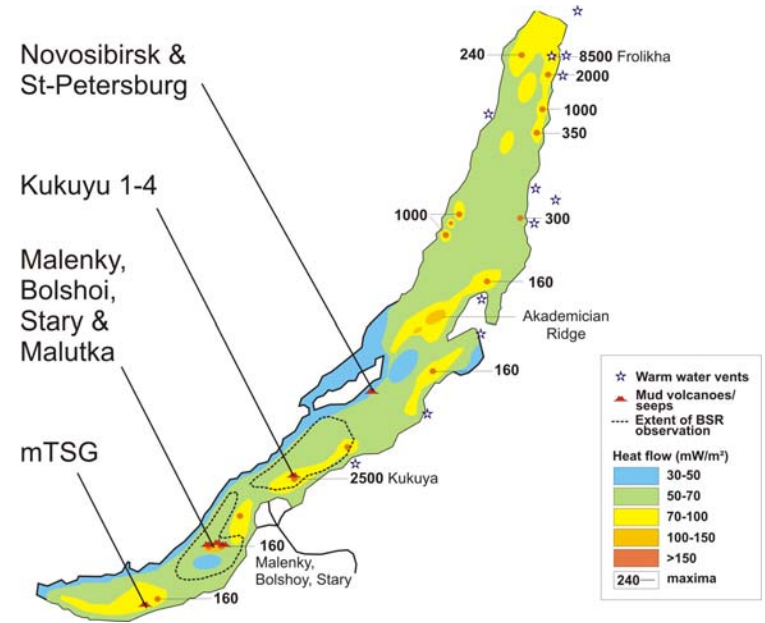 Novosibirsk &
St-Petersburg
Kukuyu 1-4
Malenky,
Bolshoi,
Stary &
Malutka
mTSG
240
8500 Frolikha
2000
1000
350
1000
300
160
Akademician
Ridge
160
2500 Kukuya
160
Malenky,
Bolshoy, Stary
160
Warm water vents
Mud volcanoes/
seeps
Extent of BSR
observation
Heat flow (mW/m²)
30-50
50-70
70-100
100-150
>150
240 maxima